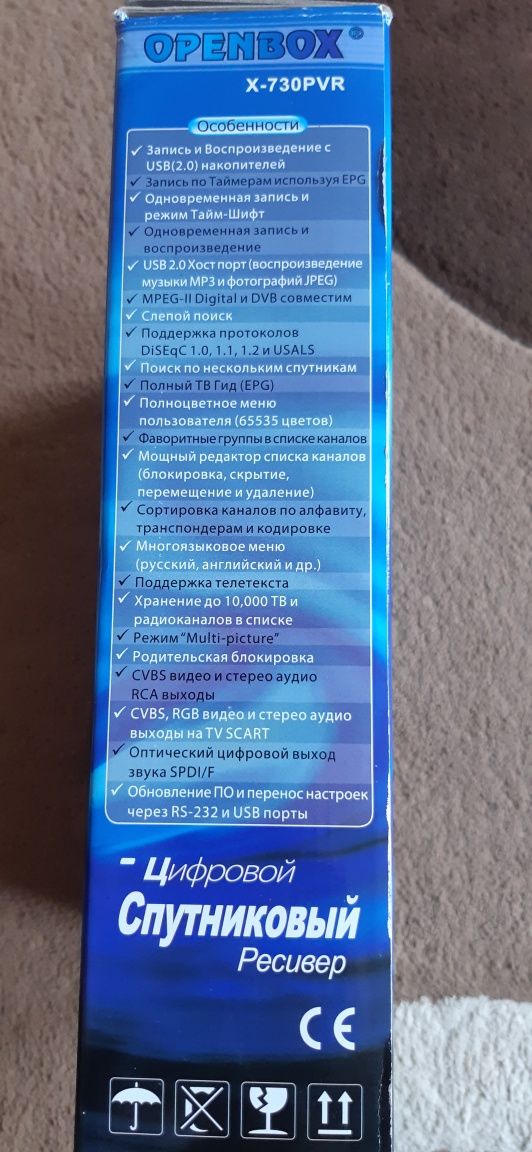 OPENBOX®
X-730PVR
Особенности
✓ Запись и Воспроизведение с
USB(2.0) накопителей
✓ Запись по Таймерам используя EPG
✓ Одновременная запись и
режим Тайм-Шифт
✓ Одновременная запись и
воспроизведение
✓ USB 2.0 Хост порт (воспроизведение
музыки MP3 и фотографий JPEG)
✓ MPEG-II Digital и DVB совместим
✓ Слепой поиск
✓ Поддержка протоколов
DiSEqC 1.0, 1.1, 1.2 и USALS
✓ Поиск по нескольким спутникам
✓ Полный ТВ Гид (EPG)
✓ Полноцветное меню
пользователя (65535 цветов)
✓ Фаворитные группы в списке каналов
✓ Мощный редактор списка каналов
(блокировка, скрытие,
перемещение и удаление)
✓ Сортировка каналов по алфавиту,
транспондерам и кодировке
✓ Многоязыковое меню
(русский, английский и др.)
✓ Поддержка телетекста
✓ Хранение до 10,000 ТВ и
радиоканалов в списке
✓ Режим "Multi-picture"
✓ Родительская блокировка
✓ CVBS видео и стерео аудио
RCA выходы
✓ CVBS, RGB видео и стерео аудио
выходы на TV SCART
✓ Оптический цифровой выход
звука SPDI/F
✓ Обновление ПО и перенос настроек
через RS-232 и USB порты
- Цифровой
Спутниковый
Ресивер
CE